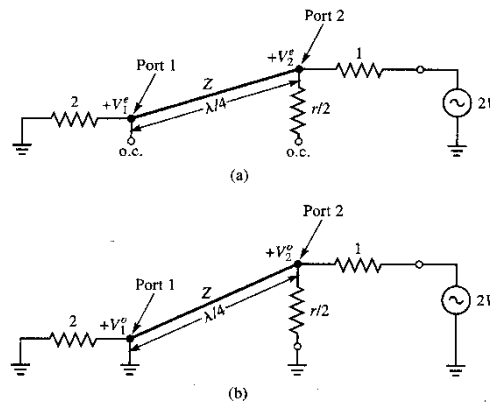 Port 2
Port 1
+V₂ᵉ
1
Z
2
+V₁ᵉ
λ/4
r/2
2V
o.c.
o.c.
(a)
Port 2
+V₂ᵒ
1
Port 1
Z
2
+V₁ᵒ
λ/4
r/2
2V
(b)